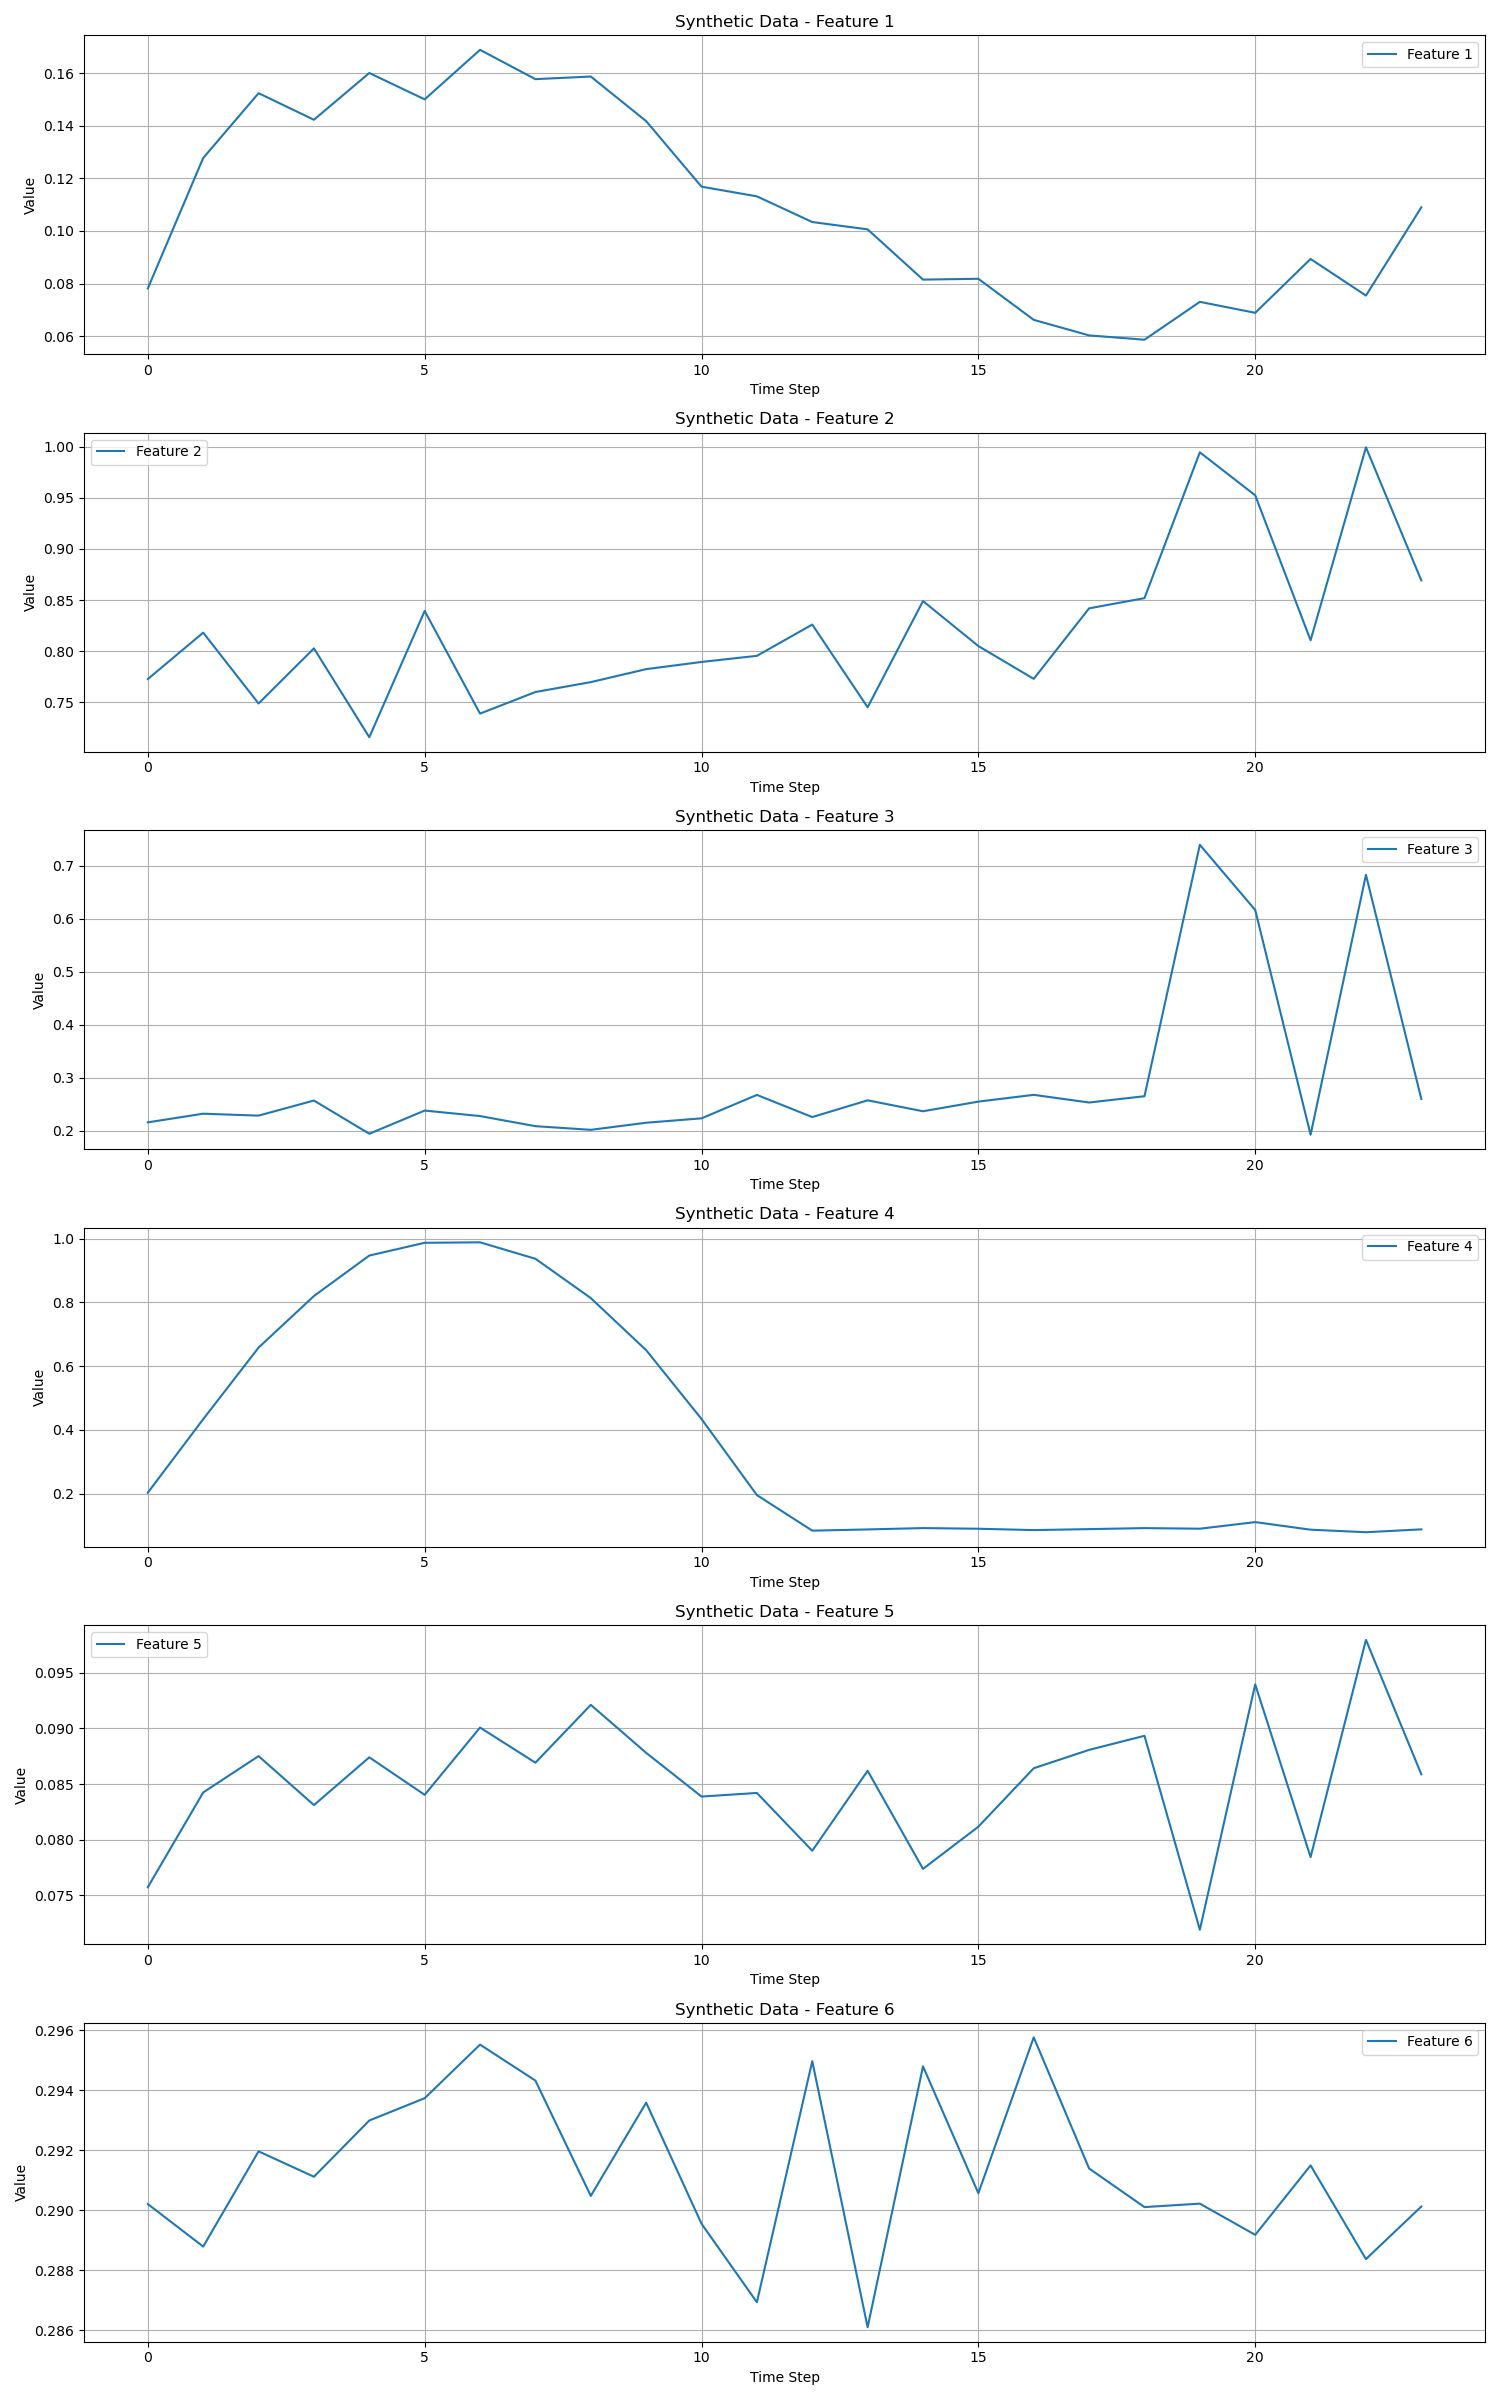 Synthetic Data - Feature 1
Feature 1
Value
0.16
0.14
0.12
0.10
0.08
0.06
0 5 10 15 20
Time Step
Synthetic Data - Feature 2
Feature 2
Value
1.00
0.95
0.90
0.85
0.80
0.75
0 5 10 15 20
Time Step
Synthetic Data - Feature 3
Feature 3
Value
0.7
0.6
0.5
0.4
0.3
0.2
0 5 10 15 20
Time Step
Synthetic Data - Feature 4
Feature 4
Value
1.0
0.8
0.6
0.4
0.2
0 5 10 15 20
Time Step
Synthetic Data - Feature 5
Feature 5
Value
0.095
0.090
0.085
0.080
0.075
0 5 10 15 20
Time Step
Synthetic Data - Feature 6
Feature 6
Value
0.296
0.294
0.292
0.290
0.288
0.286
0 5 10 15 20
Time Step